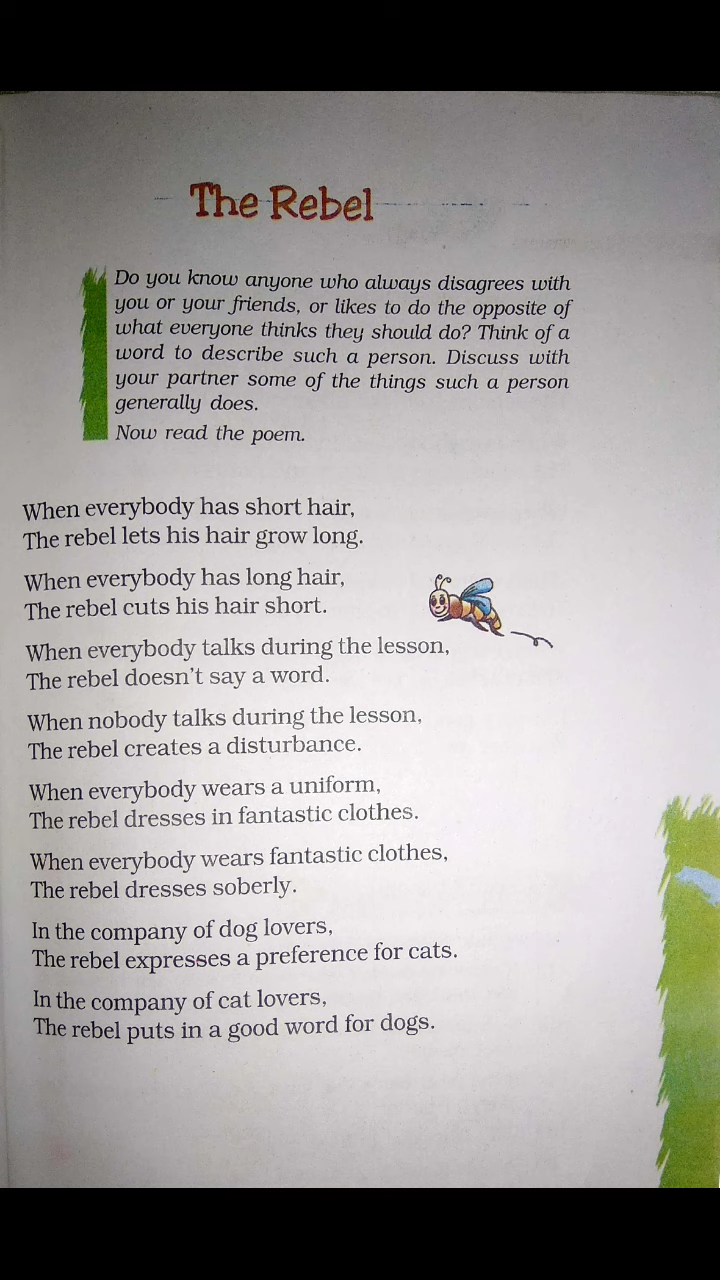 The Rebel
Do you know anyone who always disagrees with
you or your friends, or likes to do the opposite of
what everyone thinks they should do? Think of a
word to describe such a person. Discuss with
your partner some of the things such a person
generally does.
Now read the poem.
When everybody has short hair,
The rebel lets his hair grow long.
When everybody has long hair,
The rebel cuts his hair short.
When everybody talks during the lesson,
The rebel doesn't say a word.
When nobody talks during the lesson,
The rebel creates a disturbance.
When everybody wears a uniform,
The rebel dresses in fantastic clothes.
When everybody wears fantastic clothes,
The rebel dresses soberly.
In the company of dog lovers,
The rebel expresses a preference for cats.
In the company of cat lovers,
The rebel puts in a good word for dogs.